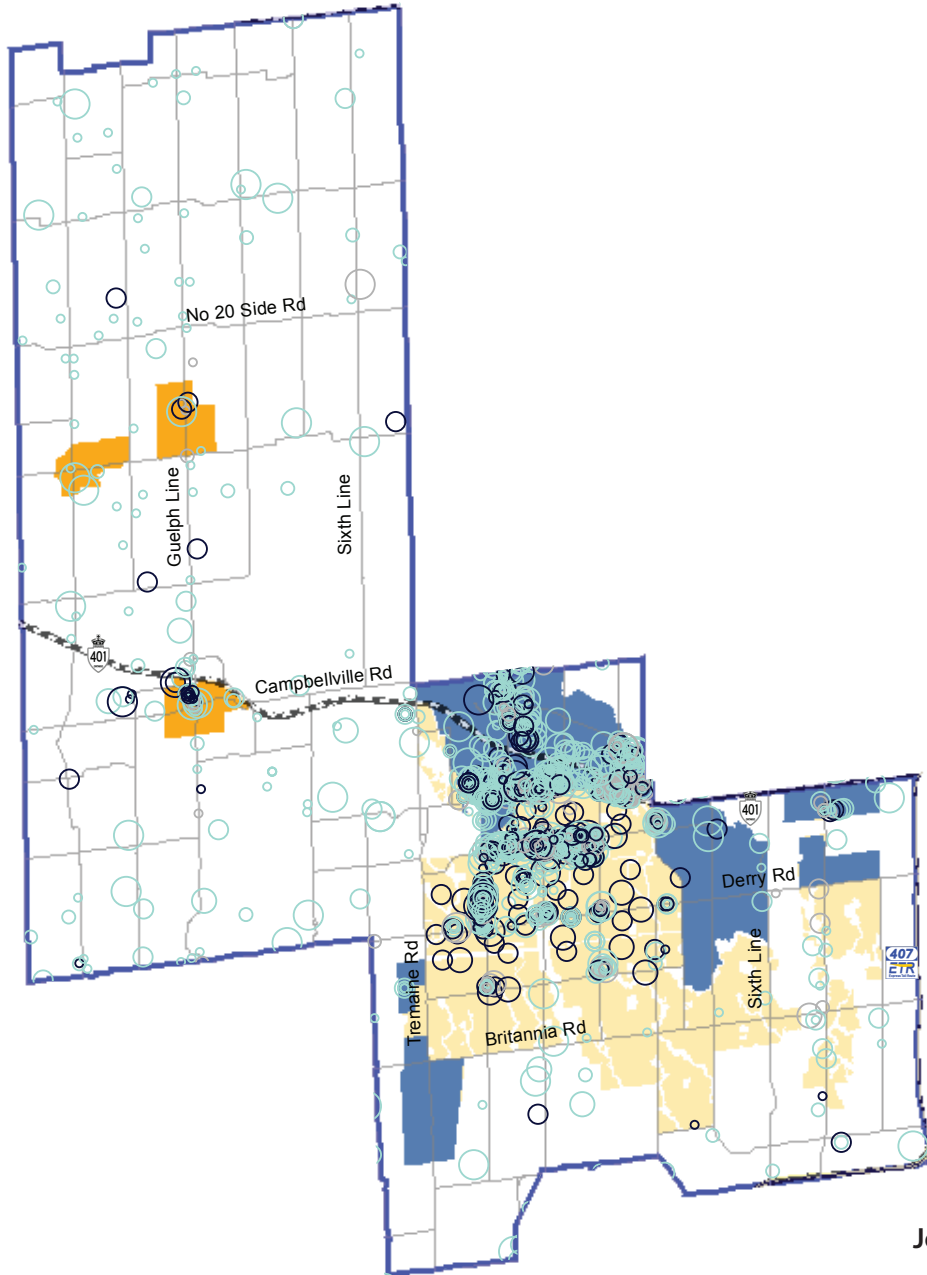 No 20 Side Rd
Guelph Line
Sixth Line
401
Campbellville Rd
401
Derry Rd
Sixth Line
407
ETR
Tremaine Rd
Britannia Rd